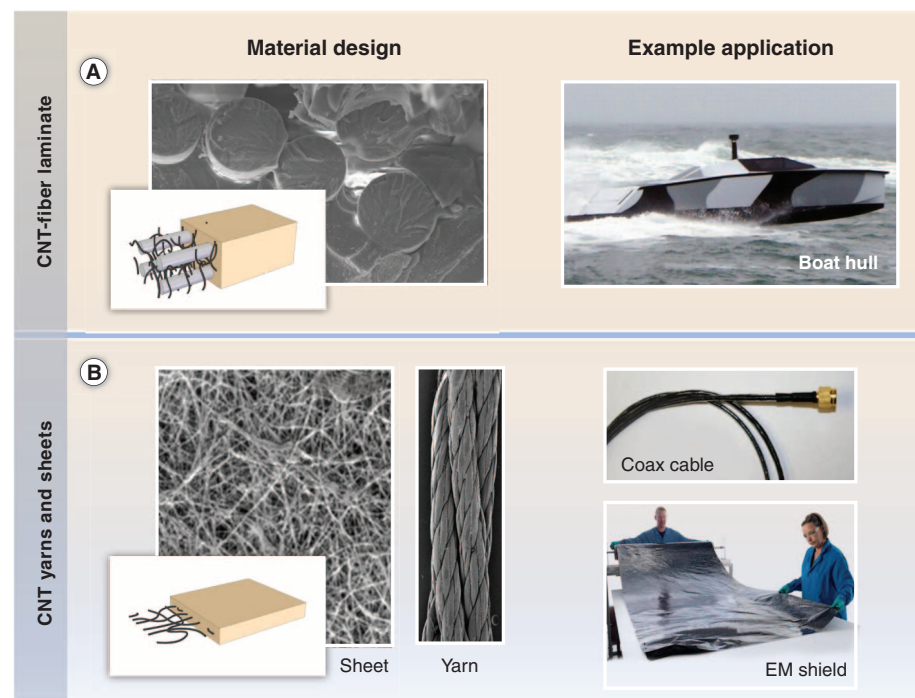 Material design
Example application
A
CNT-fiber laminate
Boat hull
B
CNT yarns and sheets
Sheet
Yarn
Coax cable
EM shield